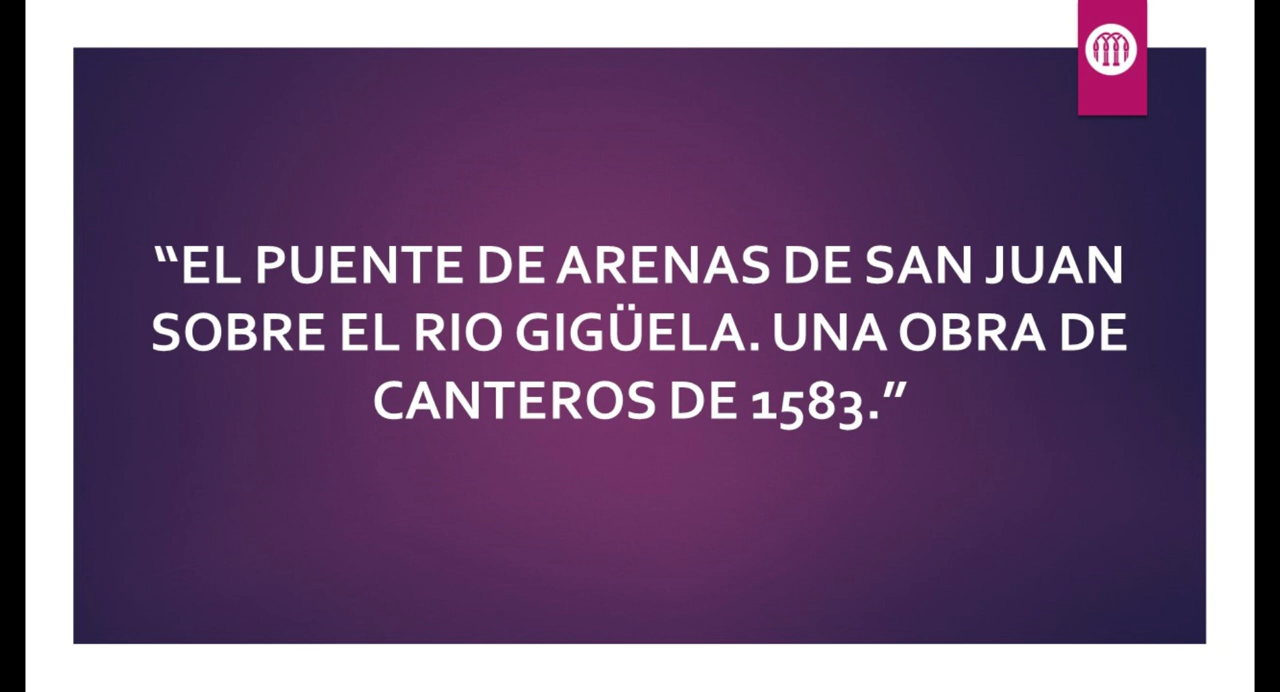 “EL PUENTE DE ARENAS DE SAN JUAN
SOBRE EL RIO GIGÜELA. UNA OBRA DE
CANTEROS DE 1583.”